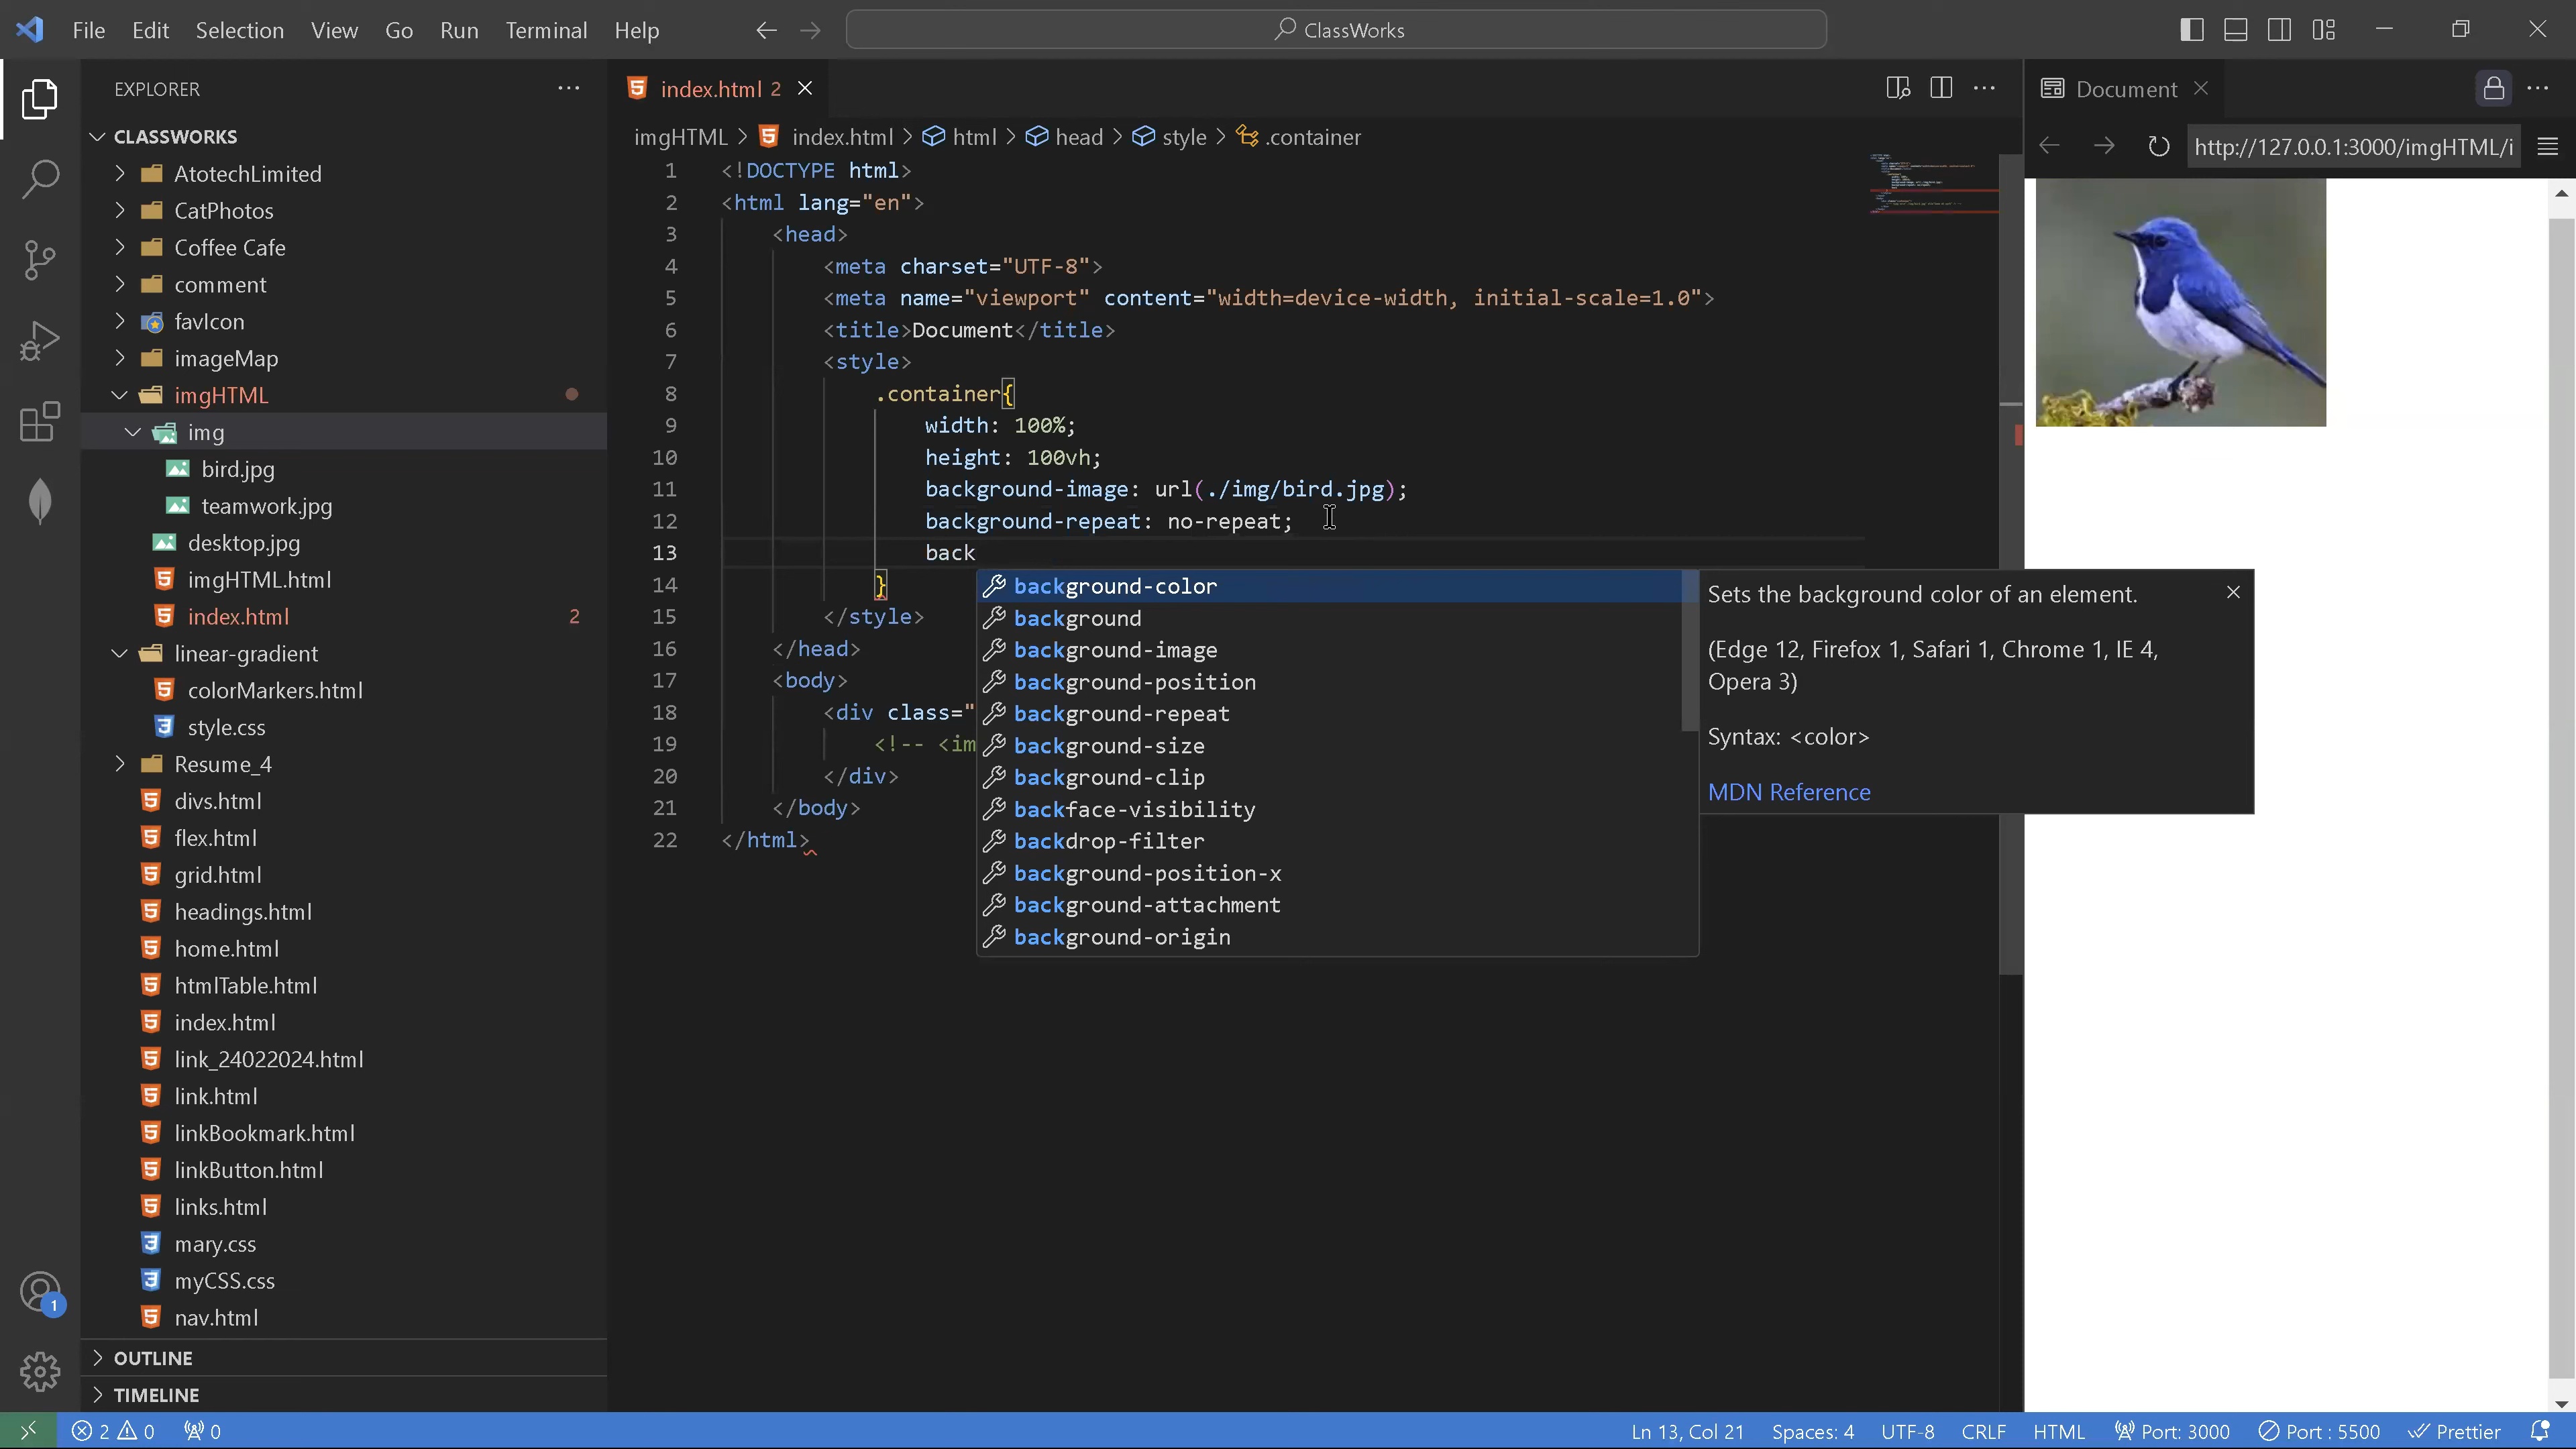 File Edit Selection View Go Run Terminal Help
ClassWorks
EXPLORER
CLASSWORKS
AtotechLimited
CatPhotos
Coffee Cafe
comment
favIcon
imageMap
imgHTML
img
bird.jpg
teamwork.jpg
desktop.jpg
imgHTML.html
index.html 2
linear-gradient
colorMarkers.html
style.css
Resume_4
divs.html
flex.html
grid.html
headings.html
home.html
htmlTable.html
index.html
link_24022024.html
link.html
linkBookmark.html
linkButton.html
links.html
mary.css
myCSS.css
nav.html
OUTLINE
TIMELINE
1
index.html 2
imgHTML > index.html > html > head > style > .container
1 <!DOCTYPE html>
2 <html lang="en">
3 <head>
4 <meta charset="UTF-8">
5 <meta name="viewport" content="width=device-width, initial-scale=1.0">
6 <title>Document</title>
7 <style>
8 .container{
9 width: 100%;
10 height: 100vh;
11 background-image: url(./img/bird.jpg);
12 background-repeat: no-repeat;
13 back
14 }
15 </style>
16 </head>
17 <body>
18 <div class="
19 <!-- <im
20 </div>
21 </body>
22 </html>
background-color
background
background-image
background-position
background-repeat
background-size
background-clip
backface-visibility
backdrop-filter
background-position-x
background-attachment
background-origin
Sets the background color of an element.
(Edge 12, Firefox 1, Safari 1, Chrome 1, IE 4,
Opera 3)
Syntax: <color>
MDN Reference
Document
http://127.0.0.1:3000/imgHTML/i
2 0 0 Ln 13, Col 21 Spaces: 4 UTF-8 CRLF HTML Port: 3000 Port : 5500 Prettier